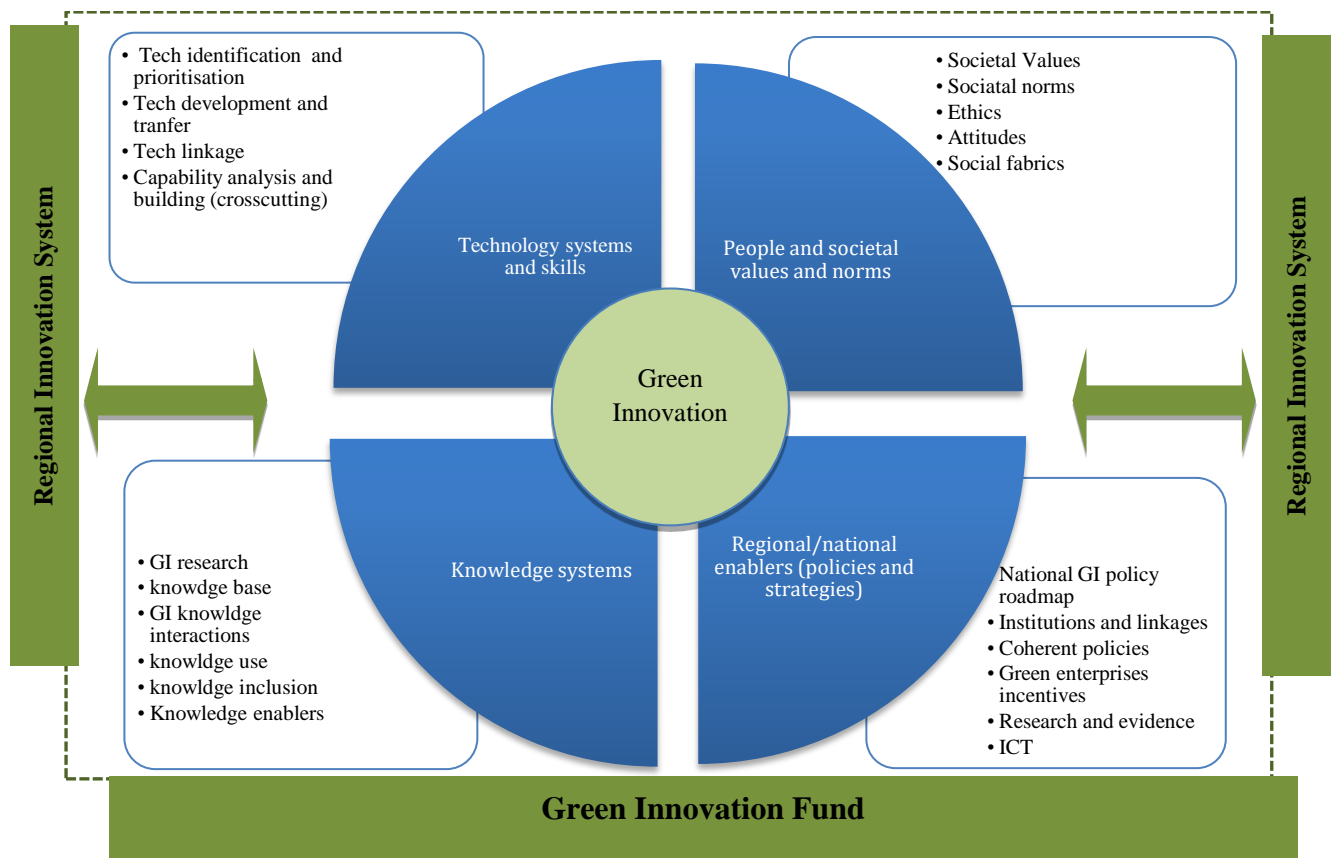 Regional Innovation System
• Tech identification and
prioritisation
• Tech development and
tranfer
• Tech linkage
• Capability analysis and
building (crosscutting)
Technology systems
and skills
• Societal Values
• Sociatal norms
• Ethics
• Attitudes
• Social fabrics
People and societal
values and norms
Regional Innovation System
Green
Innovation
• GI research
• knowdge base
• GI knowldge
interactions
• knowldge use
• knowldge inclusion
• Knowledge enablers
Knowledge systems
Regional/national
enablers (policies and
strategies)
National GI policy
roadmap
• Institutions and linkages
• Coherent policies
• Green enterprises
incentives
• Research and evidence
• ICT
Green Innovation Fund